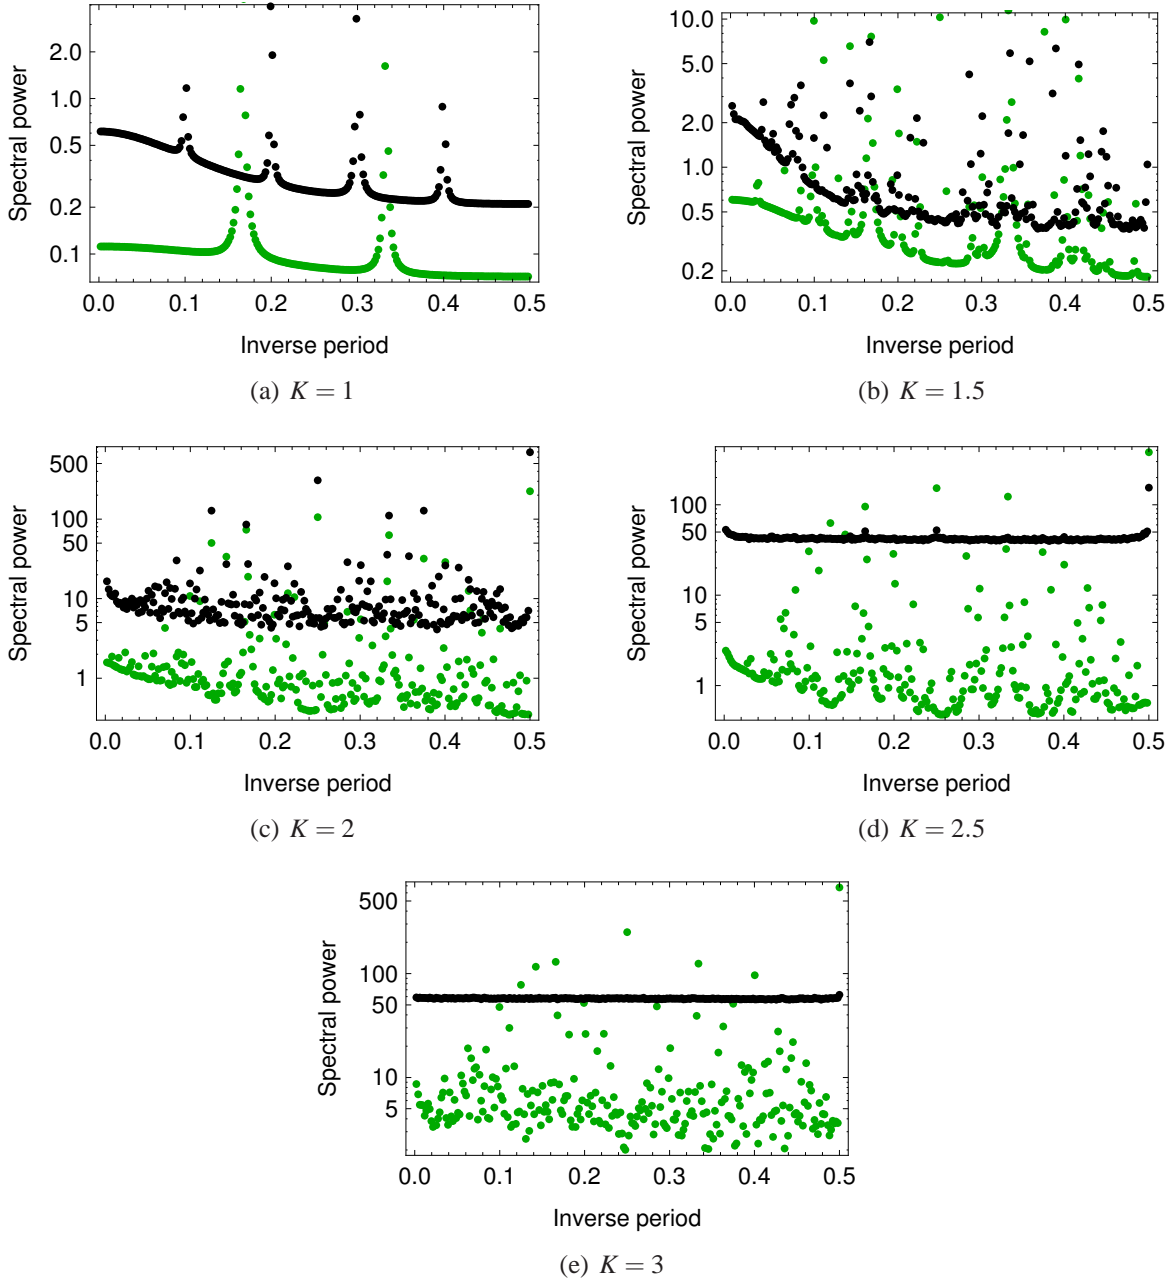 2.0
1.0
0.5
0.2
0.1
Spectral power
0.0 0.1 0.2 0.3 0.4 0.5
Inverse period
(a) K = 1
10.0
5.0
2.0
1.0
0.5
0.2
Spectral power
0.0 0.1 0.2 0.3 0.4 0.5
Inverse period
(b) K = 1.5
500
100
50
10
5
1
Spectral power
0.0 0.1 0.2 0.3 0.4 0.5
Inverse period
(c) K = 2
100
50
10
5
1
Spectral power
0.0 0.1 0.2 0.3 0.4 0.5
Inverse period
(d) K = 2.5
500
100
50
10
5
Spectral power
0.0 0.1 0.2 0.3 0.4 0.5
Inverse period
(e) K = 3